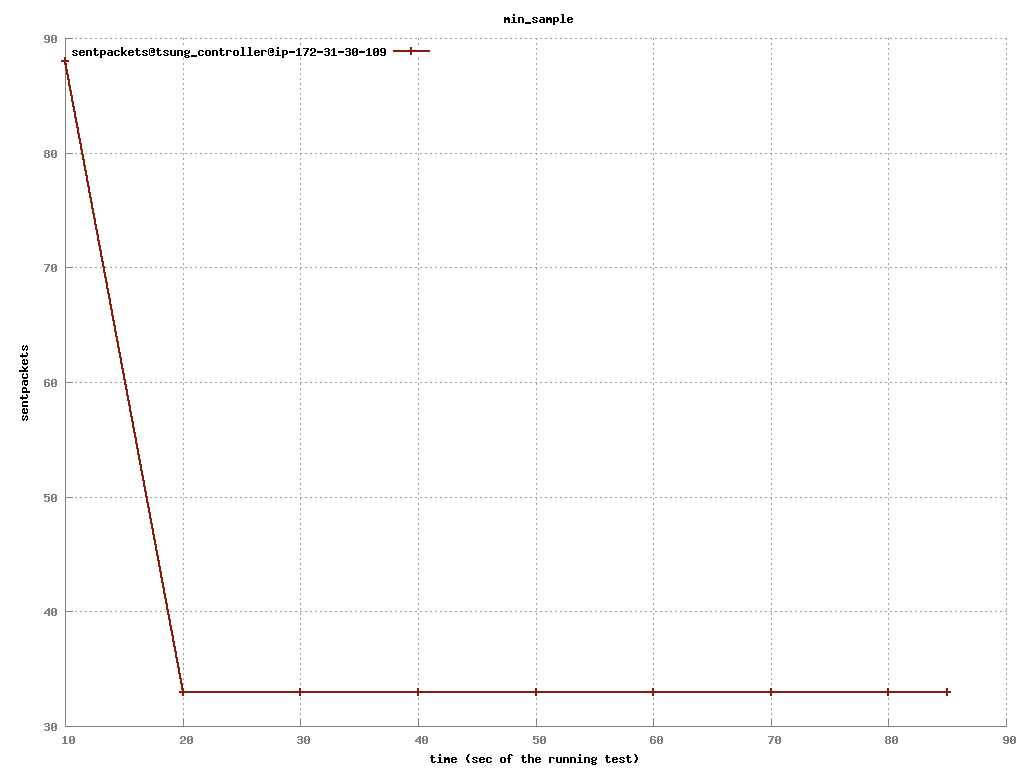 min_sample
90
sentpackets@tsung_controller@ip-172-31-30-109
80
70
60
sentpackets
50
40
30
10 20 30 40 50 60 70 80 90
time (sec of the running test)